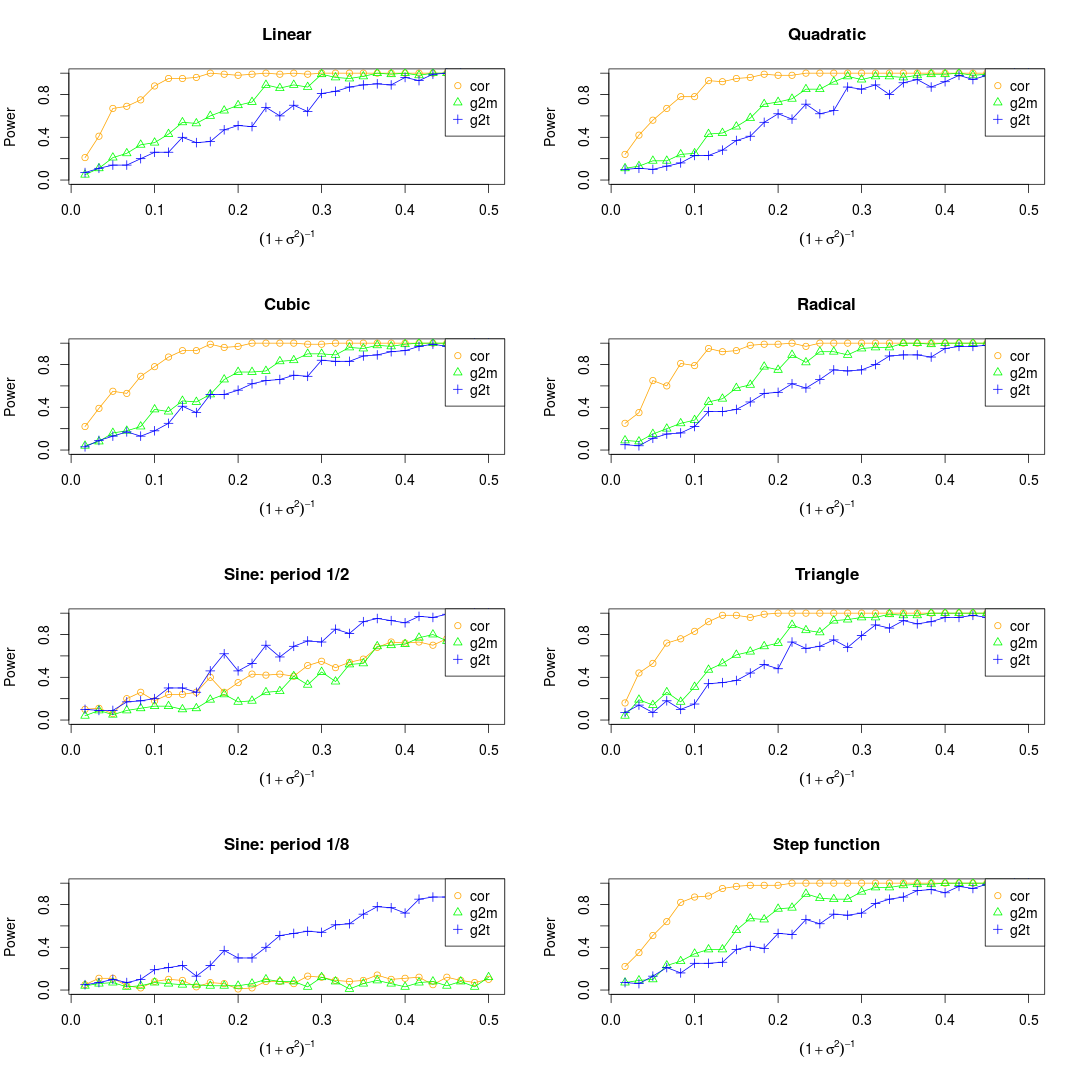 Linear
Power
0.0 0.4 0.8
cor
g2m
g2t
0.0 0.1 0.2 0.3 0.4 0.5
(1 + σ²)⁻¹
Quadratic
Power
0.0 0.4 0.8
cor
g2m
g2t
0.0 0.1 0.2 0.3 0.4 0.5
(1 + σ²)⁻¹
Cubic
Power
0.0 0.4 0.8
cor
g2m
g2t
0.0 0.1 0.2 0.3 0.4 0.5
(1 + σ²)⁻¹
Radical
Power
0.0 0.4 0.8
cor
g2m
g2t
0.0 0.1 0.2 0.3 0.4 0.5
(1 + σ²)⁻¹
Sine: period 1/2
Power
0.0 0.4 0.8
cor
g2m
g2t
0.0 0.1 0.2 0.3 0.4 0.5
(1 + σ²)⁻¹
Triangle
Power
0.0 0.4 0.8
cor
g2m
g2t
0.0 0.1 0.2 0.3 0.4 0.5
(1 + σ²)⁻¹
Sine: period 1/8
Power
0.0 0.4 0.8
cor
g2m
g2t
0.0 0.1 0.2 0.3 0.4 0.5
(1 + σ²)⁻¹
Step function
Power
0.0 0.4 0.8
cor
g2m
g2t
0.0 0.1 0.2 0.3 0.4 0.5
(1 + σ²)⁻¹